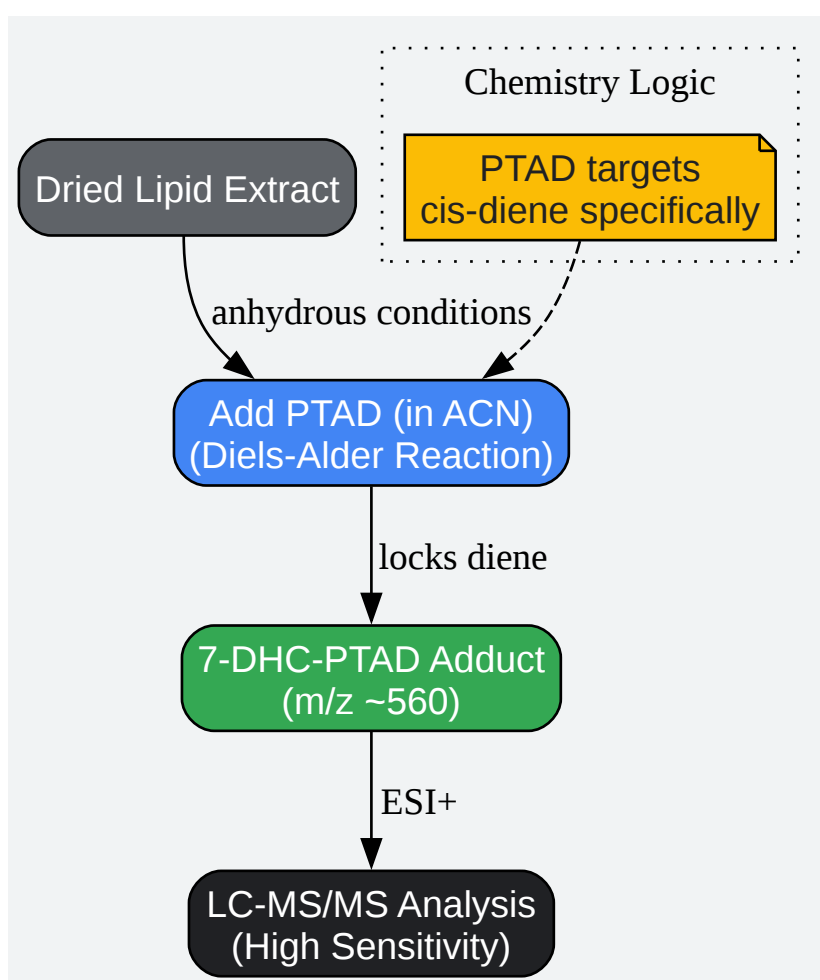 Chemistry Logic
PTAD targets
cis-diene specifically
Dried Lipid Extract
anhydrous conditions
Add PTAD (in ACN)
(Diels-Alder Reaction)
locks diene
7-DHC-PTAD Adduct
(m/z ~560)
ESI+
LC-MS/MS Analysis
(High Sensitivity)